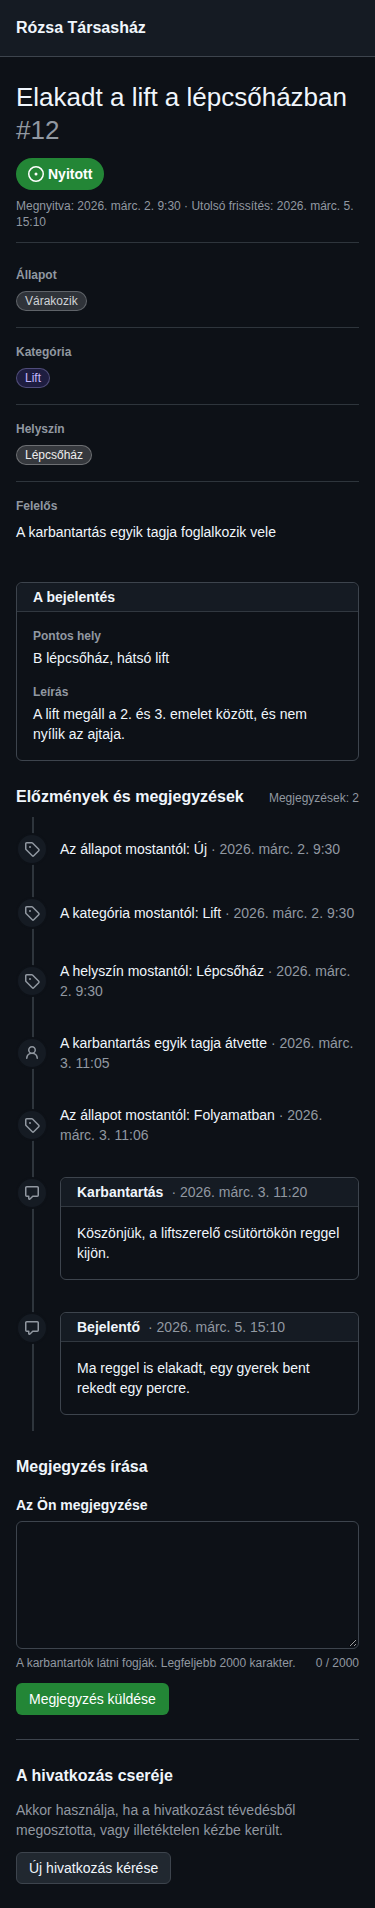 Rózsa Társasház
Elakadt a lift a lépcsőházban
#12
Nyitott
Megnyitva: 2026. márc. 2. 9:30 · Utolsó frissítés: 2026. márc. 5.
15:10
Állapot
Várakozik
Kategória
Lift
Helyszín
Lépcsőház
Felelős
A karbantartás egyik tagja foglalkozik vele
A bejelentés
Pontos hely
B lépcsőház, hátsó lift
Leírás
A lift megáll a 2. és 3. emelet között, és nem
nyílik az ajtaja.
Előzmények és megjegyzések Megjegyzések: 2
Az állapot mostantól: Új · 2026. márc. 2. 9:30
A kategória mostantól: Lift · 2026. márc. 2. 9:30
A helyszín mostantól: Lépcsőház · 2026. márc.
2. 9:30
A karbantartás egyik tagja átvette · 2026. márc.
3. 11:05
Az állapot mostantól: Folyamatban · 2026.
márc. 3. 11:06
Karbantartás · 2026. márc. 3. 11:20
Köszönjük, a liftszerelő csütörtökön reggel
kijön.
Bejelentő · 2026. márc. 5. 15:10
Ma reggel is elakadt, egy gyerek bent
rekedt egy percre.
Megjegyzés írása
Az Ön megjegyzése
A karbantartók látni fogják. Legfeljebb 2000 karakter. 0 / 2000
Megjegyzés küldése
A hivatkozás cseréje
Akkor használja, ha a hivatkozást tévedésből
megosztotta, vagy illetéktelen kézbe került.
Új hivatkozás kérése